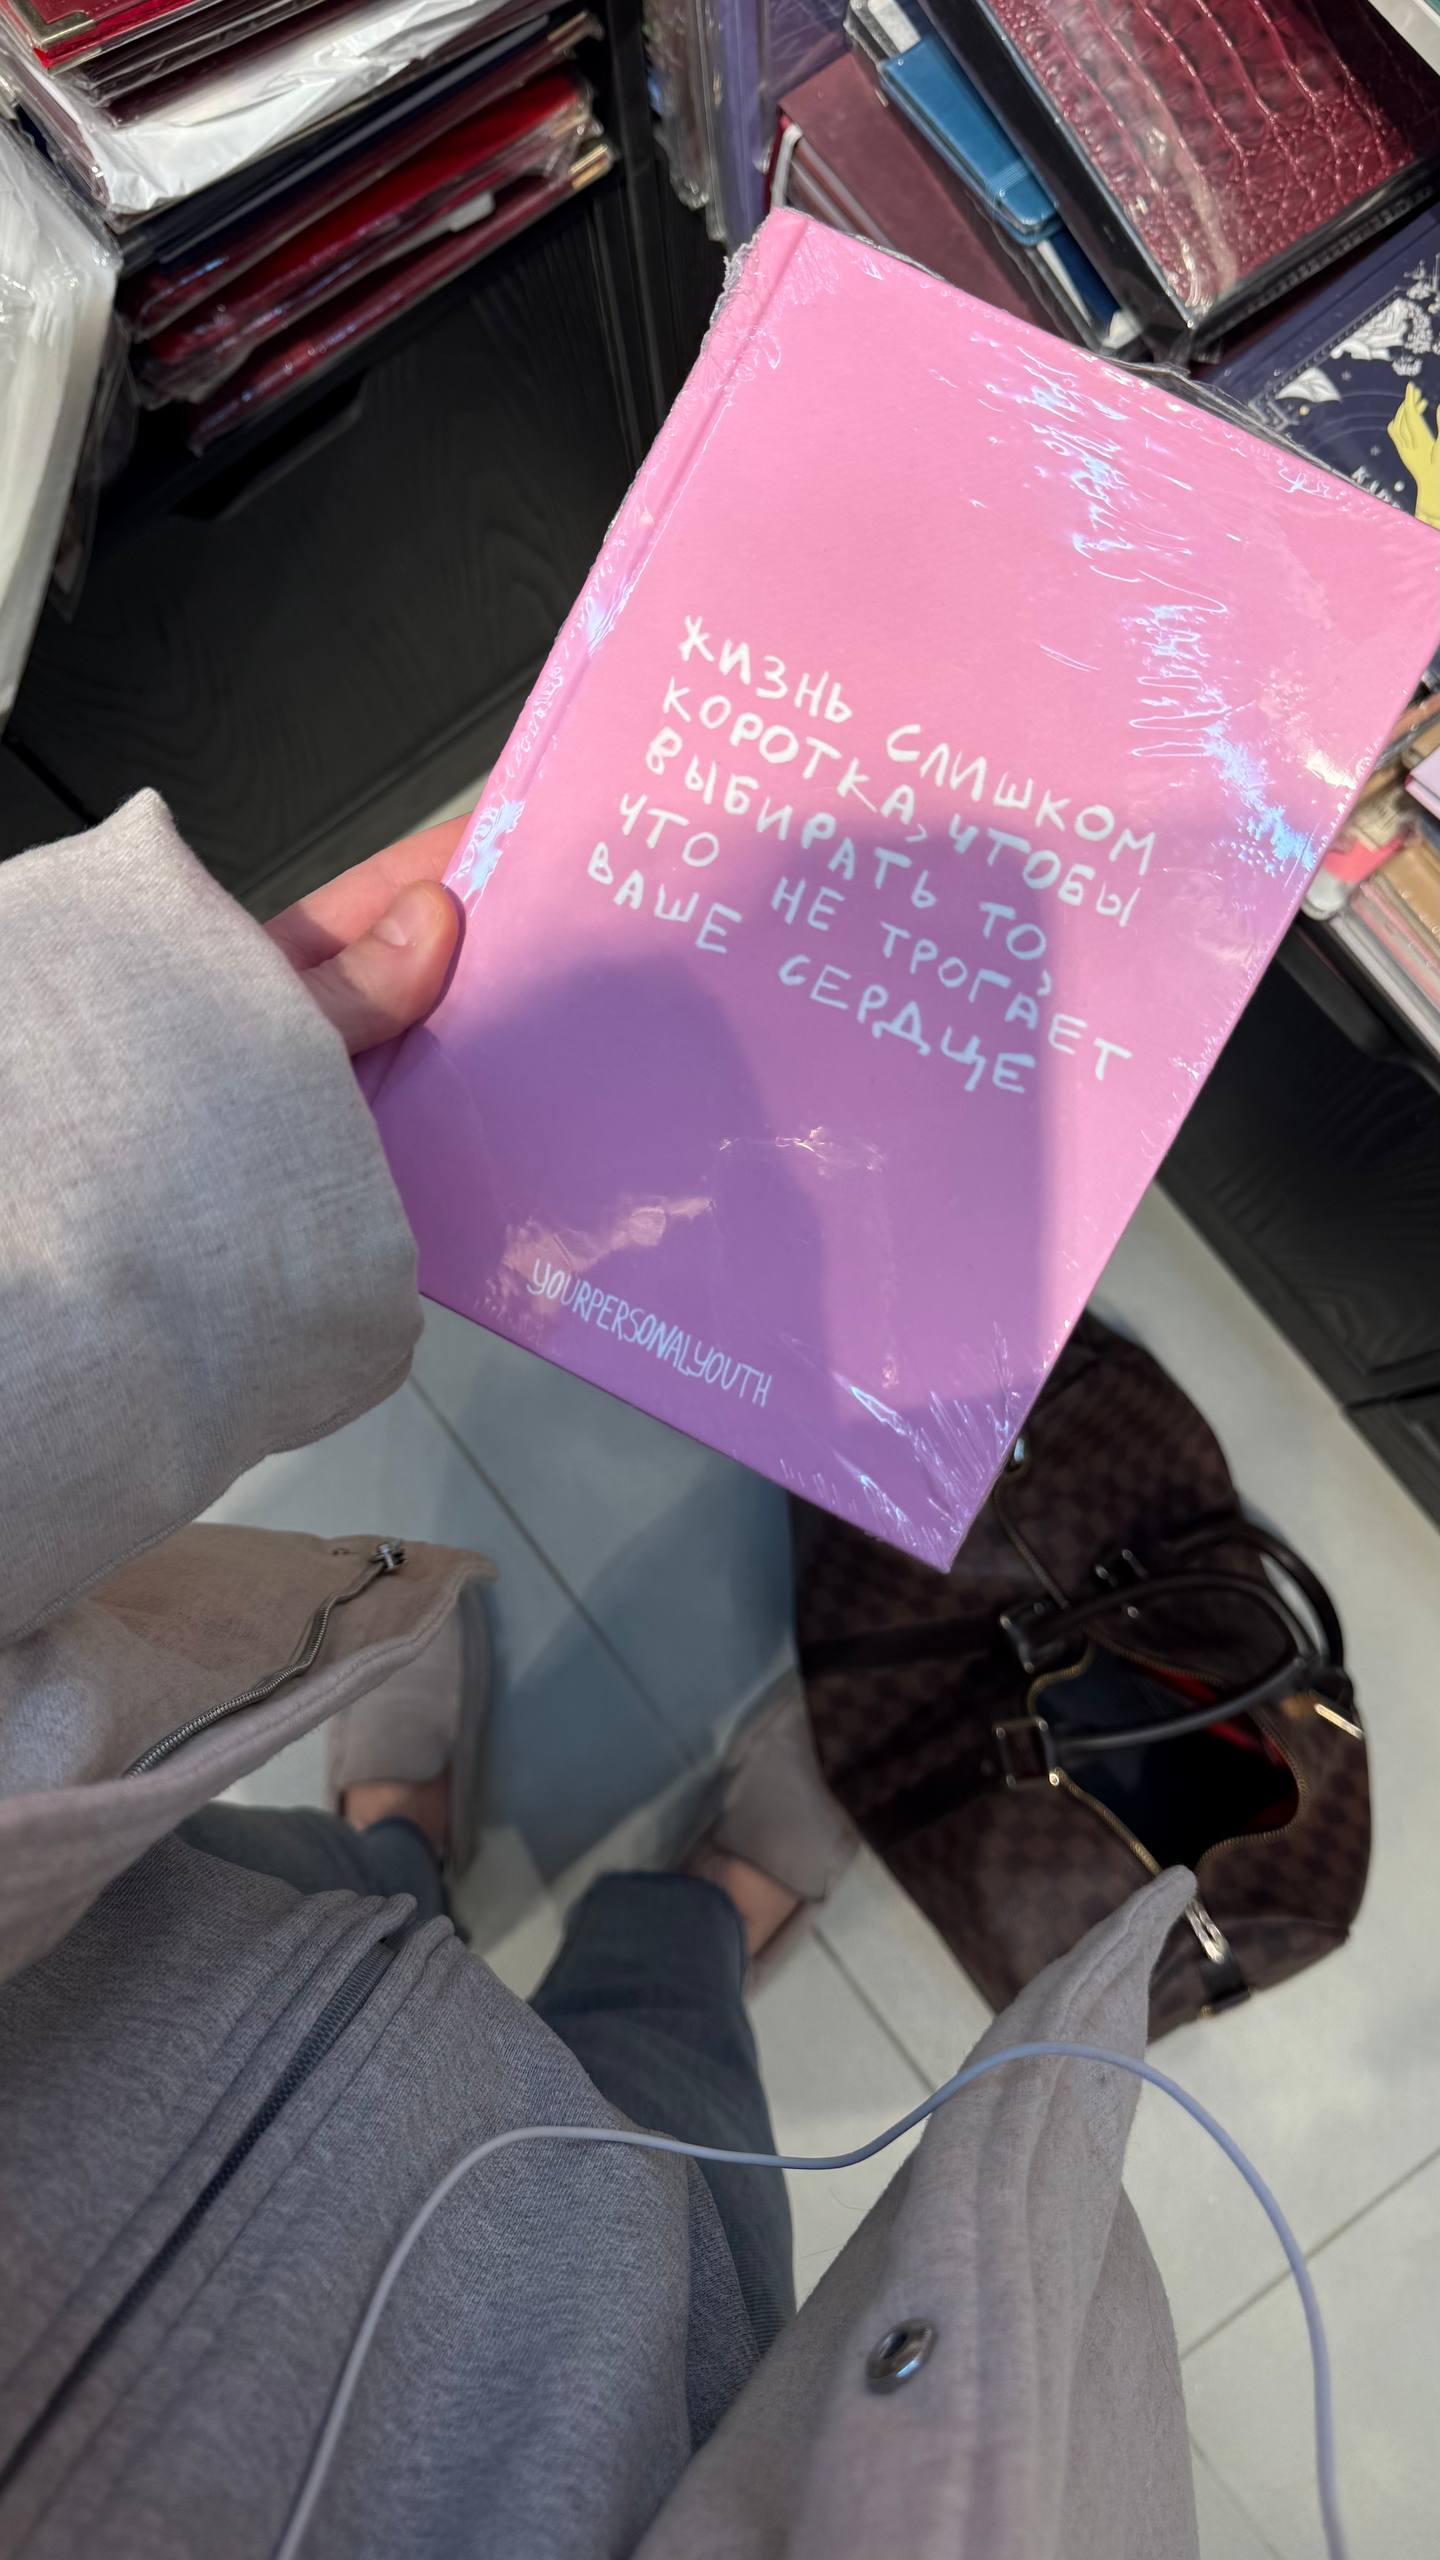 ЖИЗНЬ СЛИШКОМ
КОРОТКА, ЧТОБЫ
ВЫБИРАТЬ ТО,
ЧТО НЕ ТРОГАЕТ
ВАШЕ СЕРДЦЕ
YOURPERSONALYOUTH